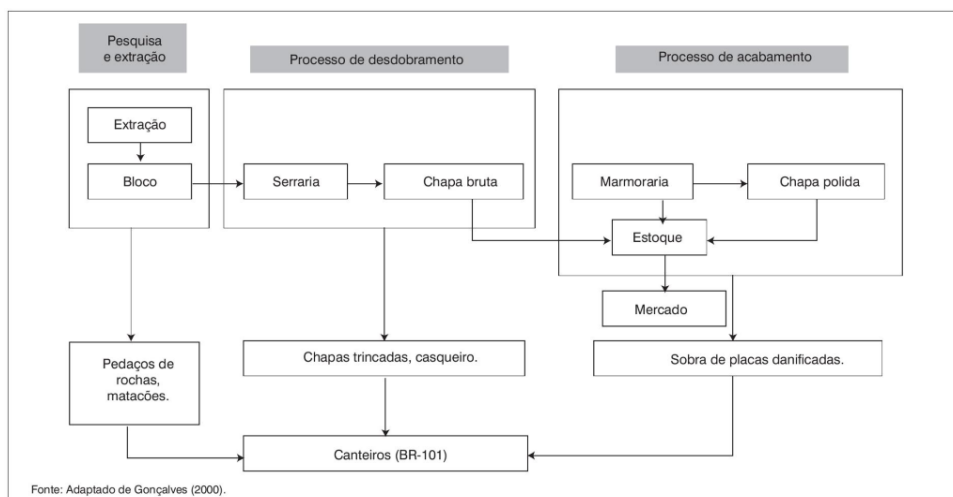 Pesquisa
e extração
Processo de desdobramento
Processo de acabamento
Extração
Bloco
Serraria
Chapa bruta
Marmoraria
Chapa polida
Estoque
Mercado
Pedaços de
rochas,
matacões.
Chapas trincadas, casqueiro.
Sobra de placas danificadas.
Canteiros (BR-101)
Fonte: Adaptado de Gonçalves (2000).